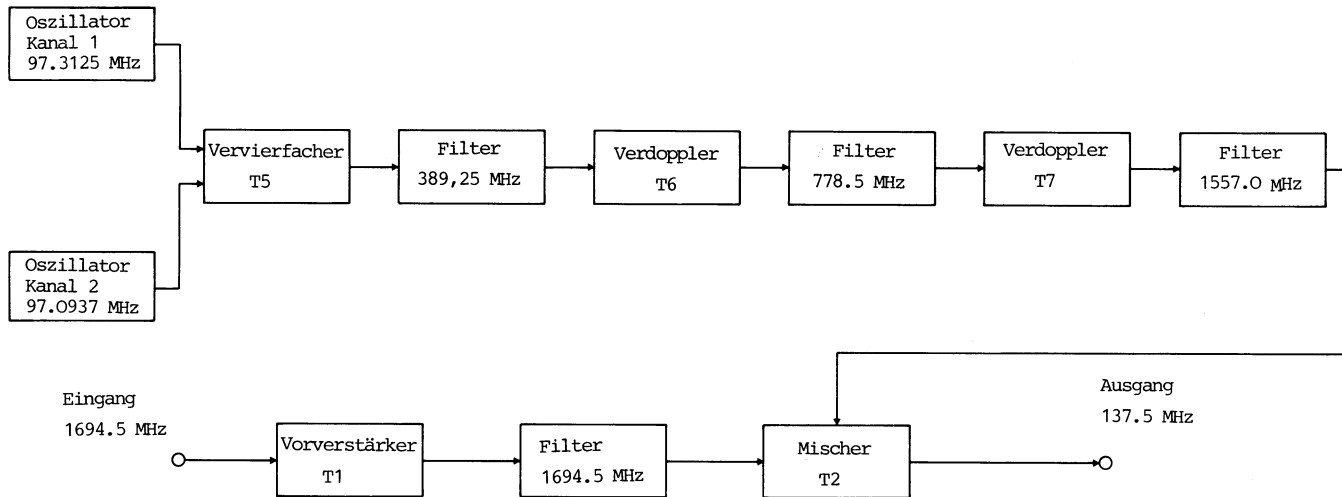 Oszillator
Kanal 1
97.3125 MHz
Vervierfacher
T5
Filter
389,25 MHz
Verdoppler
T6
Filter
778.5 MHz
Verdoppler
T7
Filter
1557.0 MHz
Oszillator
Kanal 2
97.0937 MHz
Eingang
1694.5 MHz
Vorverstärker
T1
Filter
1694.5 MHz
Mischer
T2
Ausgang
137.5 MHz